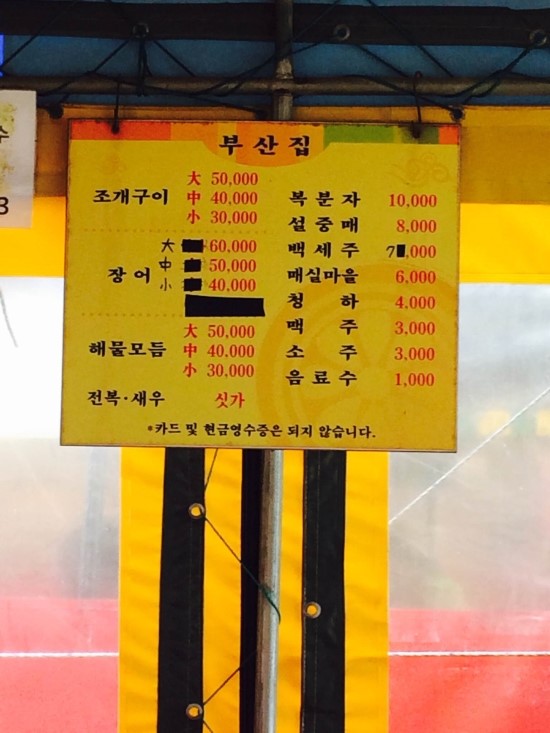 부산집
조개구이
大 50,000
中 40,000
小 30,000
장어
大 60,000
中 50,000
小 40,000
해물모듬
大 50,000
中 40,000
小 30,000
전복·새우 싯가
복분자 10,000
설중매 8,000
백세주 7,000
매실마을 6,000
청하 4,000
맥주 3,000
소주 3,000
음료수 1,000
*카드 및 현금영수증은 되지 않습니다.
수
3